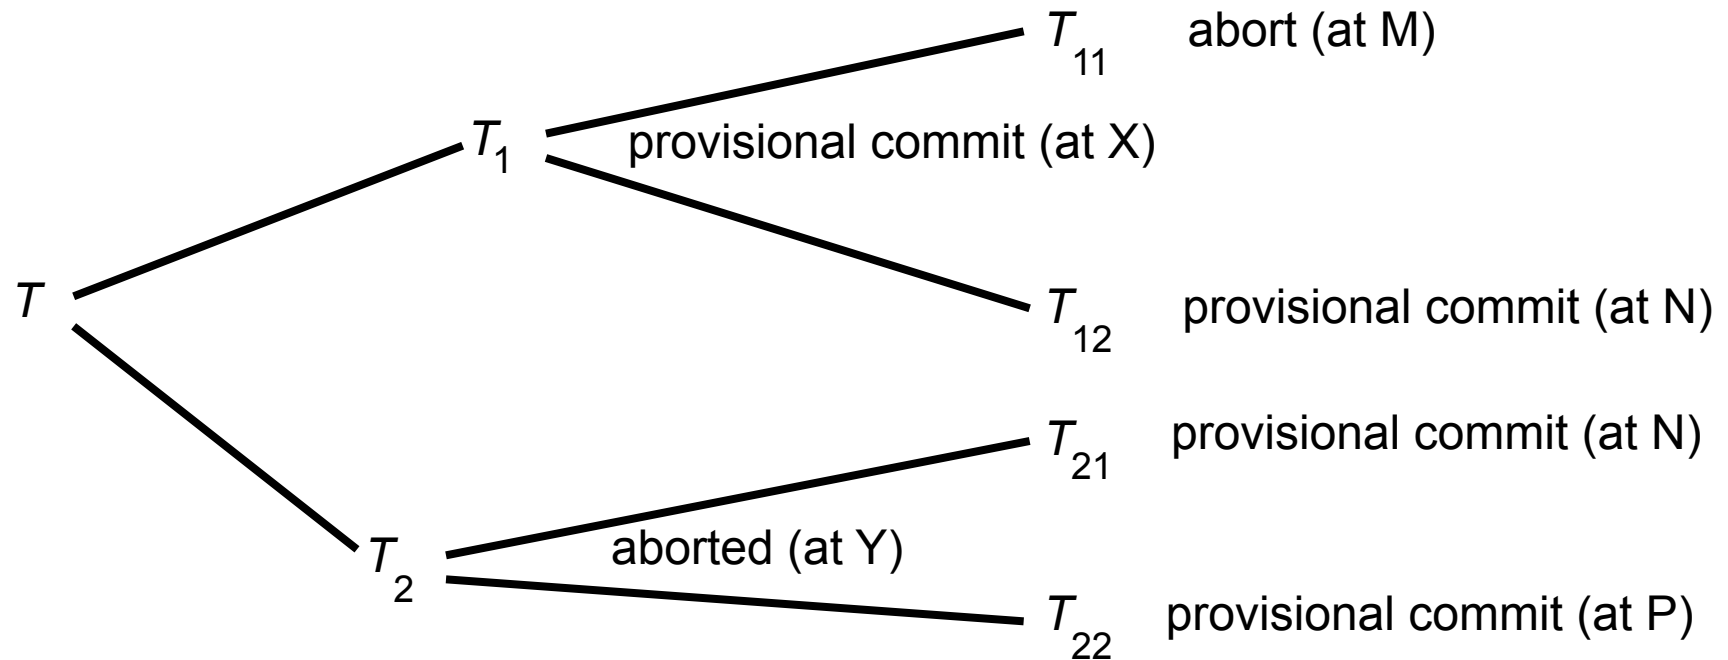 T11 abort (at M)
T1 provisional commit (at X)
T
T12 provisional commit (at N)
T21 provisional commit (at N)
T2 aborted (at Y)
T22 provisional commit (at P)